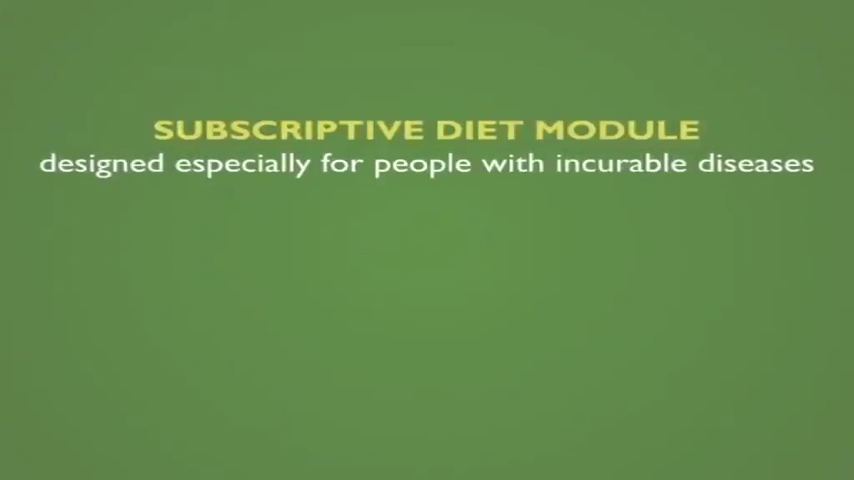 SUBSCRIPTIVE DIET MODULE
designed especially for people with incurable diseases